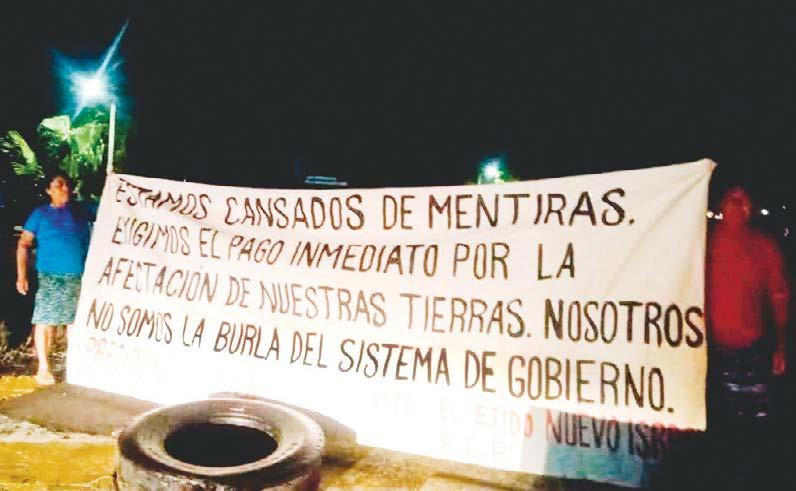 ESTAMOS CANSADOS DE MENTIRAS.
EXIGIMOS EL PAGO INMEDIATO POR LA
AFECTACIÓN DE NUESTRAS TIERRAS. NOSOTROS
NO SOMOS LA BURLA DEL SISTEMA DE GOBIERNO.
EL EJIDO NUEVO